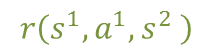 r(s¹, a¹, s²)